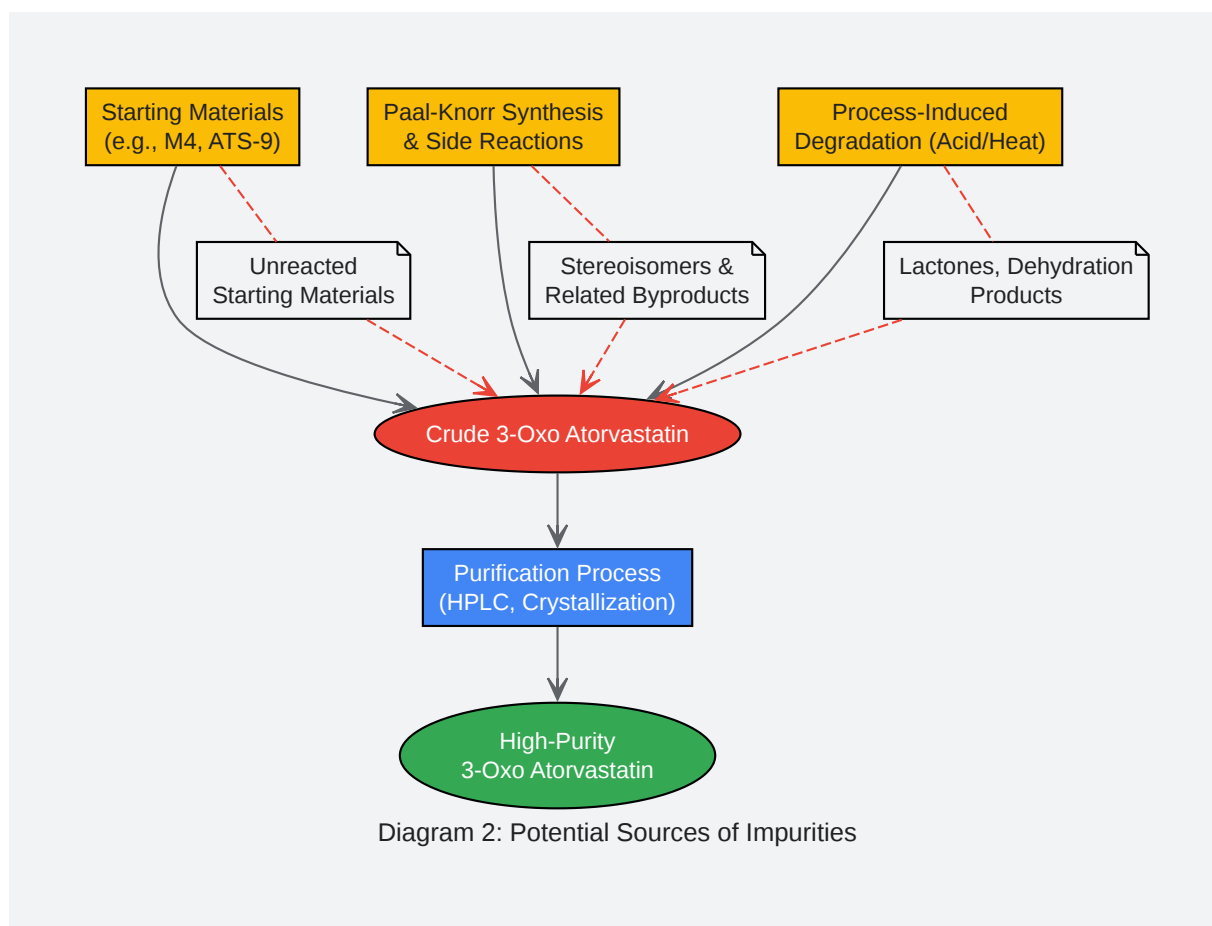 Starting Materials
(e.g., M4, ATS-9)
Paal-Knorr Synthesis
& Side Reactions
Process-Induced
Degradation (Acid/Heat)
Unreacted
Starting Materials
Stereoisomers &
Related Byproducts
Lactones, Dehydration
Products
Crude 3-Oxo Atorvastatin
Purification Process
(HPLC, Crystallization)
High-Purity
3-Oxo Atorvastatin
Diagram 2: Potential Sources of Impurities